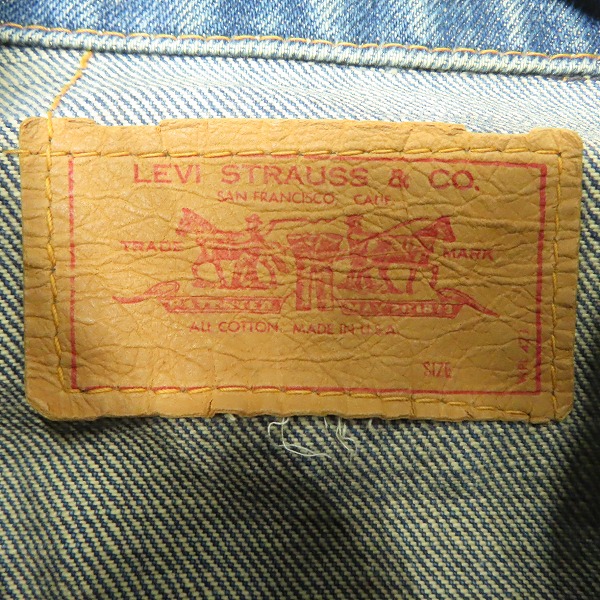 LEVI STRAUSS & CO.
SAN FRANCISCO, CALIF.
TRADE MARK
ALL COTTON. MADE IN U.S.A.
SIZE